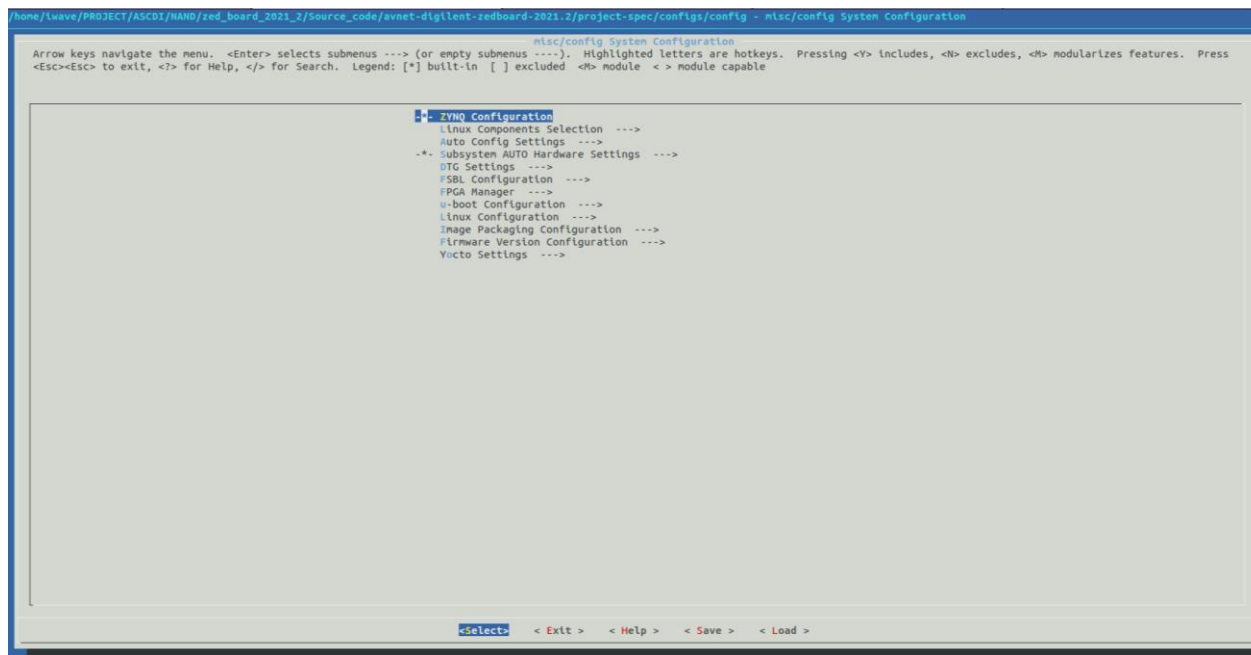 /home/iwave/PROJECT/ASCDI/NAND/zed_board_2021_2/Source_code/avnet-digilent-zedboard-2021.2/project-spec/configs/config - misc/config System Configuration
misc/config System Configuration
Arrow keys navigate the menu.  <Enter> selects submenus ---> (or empty submenus ----).  Highlighted letters are hotkeys.  Pressing <Y> includes, <N> excludes, <M> modularizes features.  Press
<Esc><Esc> to exit, <?> for Help, </> for Search.  Legend: [*] built-in  [ ] excluded  <M> module  < > module capable
-*- ZYNQ Configuration
Linux Components Selection  --->
Auto Config Settings  --->
-*- Subsystem AUTO Hardware Settings  --->
DTG Settings  --->
FSBL Configuration  --->
FPGA Manager  --->
u-boot Configuration  --->
Linux Configuration  --->
Image Packaging Configuration  --->
Firmware Version Configuration  --->
Yocto Settings  --->
<Select>    < Exit >    < Help >    < Save >    < Load >